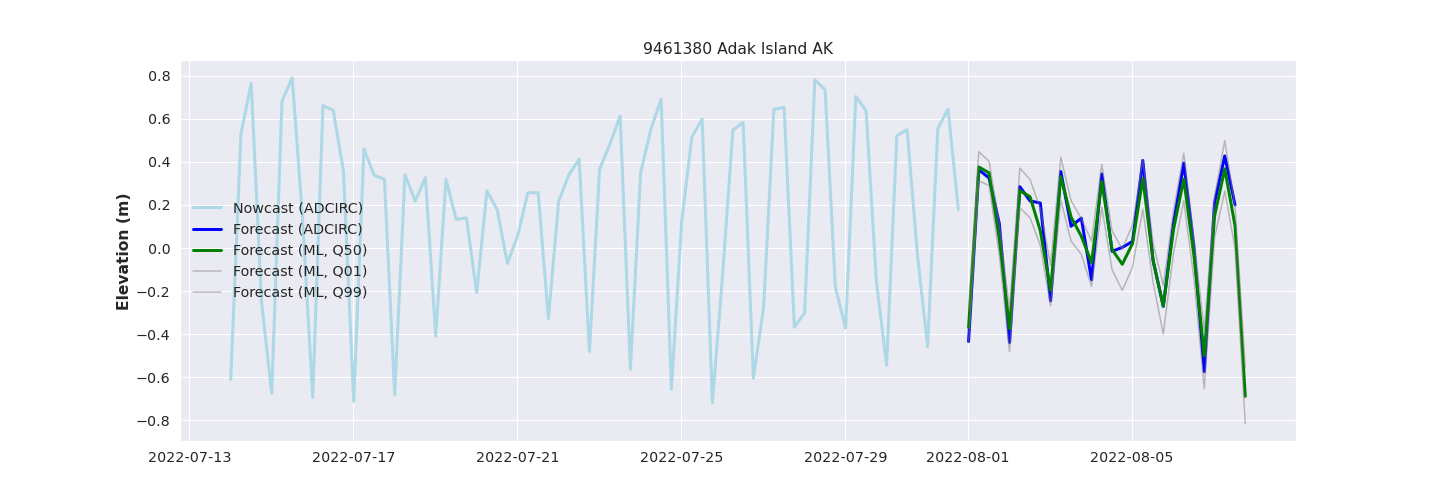 9461380 Adak Island AK
Elevation (m)
0.8
0.6
0.4
0.2
0.0
−0.2
−0.4
−0.6
−0.8
Nowcast (ADCIRC)
Forecast (ADCIRC)
Forecast (ML, Q50)
Forecast (ML, Q01)
Forecast (ML, Q99)
2022-07-13 2022-07-17 2022-07-21 2022-07-25 2022-07-29 2022-08-01 2022-08-05